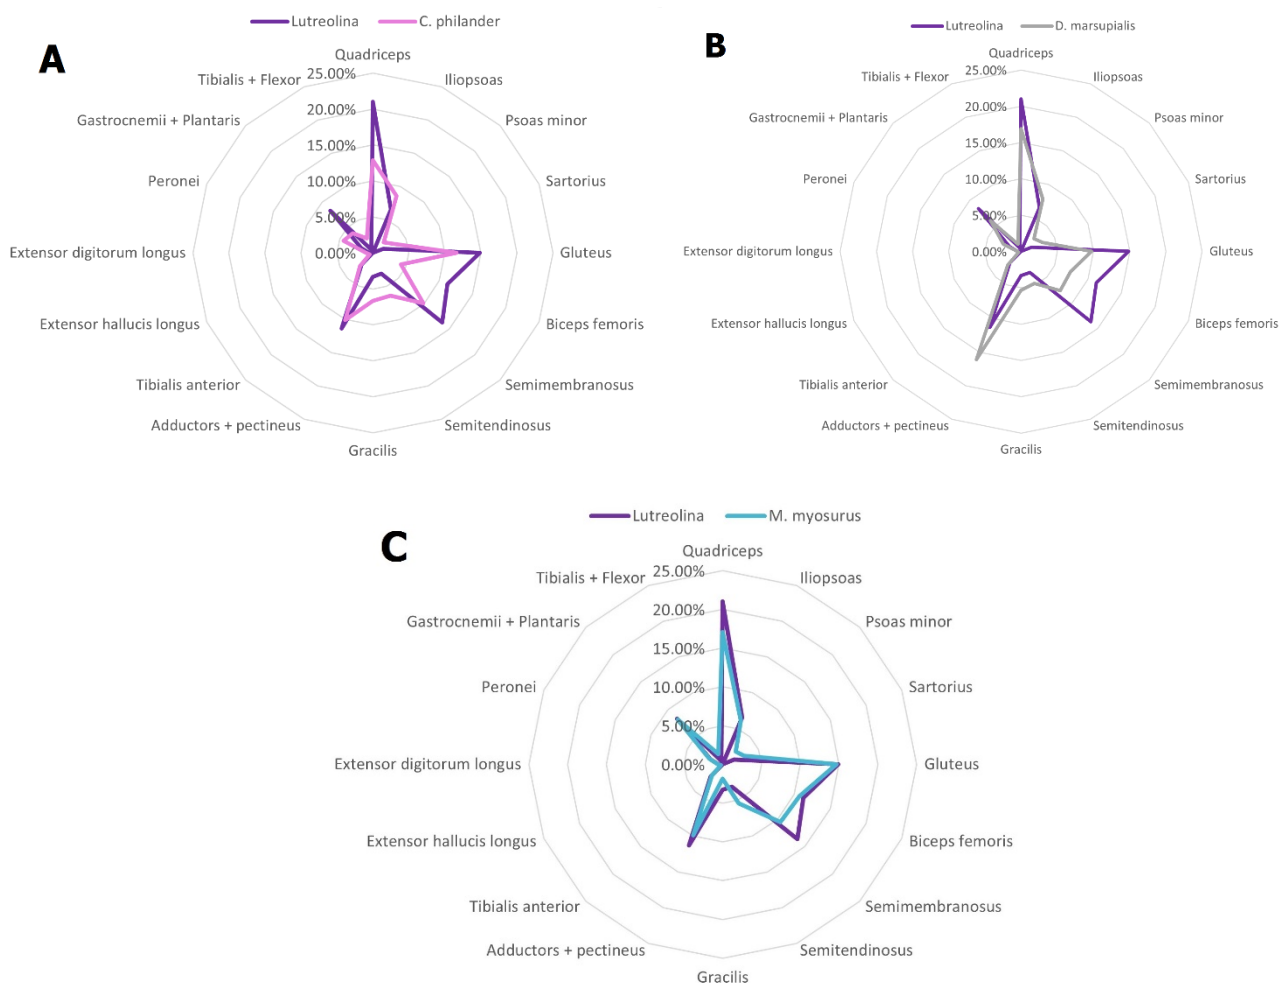 A
Lutreolina C. philander
Quadriceps
25.00%
Tibialis + Flexor
Iliopsoas
20.00%
Gastrocnemii + Plantaris
Psoas minor
15.00%
Peronei
10.00%
Sartorius
5.00%
Extensor digitorum longus
0.00%
Gluteus
Extensor hallucis longus
Biceps femoris
Tibialis anterior
Semimembranosus
Adductors + pectineus
Semitendinosus
Gracilis
B
Lutreolina D. marsupialis
Quadriceps
25.00%
Tibialis + Flexor
Iliopsoas
20.00%
Gastrocnemii + Plantaris
Psoas minor
15.00%
Peronei
10.00%
Sartorius
5.00%
Extensor digitorum longus
0.00%
Gluteus
Extensor hallucis longus
Biceps femoris
Tibialis anterior
Semimembranosus
Adductors + pectineus
Semitendinosus
Gracilis
C
Lutreolina M. myosurus
Quadriceps
25.00%
Tibialis + Flexor
Iliopsoas
20.00%
Gastrocnemii + Plantaris
Psoas minor
15.00%
Peronei
10.00%
Sartorius
5.00%
Extensor digitorum longus
0.00%
Gluteus
Extensor hallucis longus
Biceps femoris
Tibialis anterior
Semimembranosus
Adductors + pectineus
Semitendinosus
Gracilis